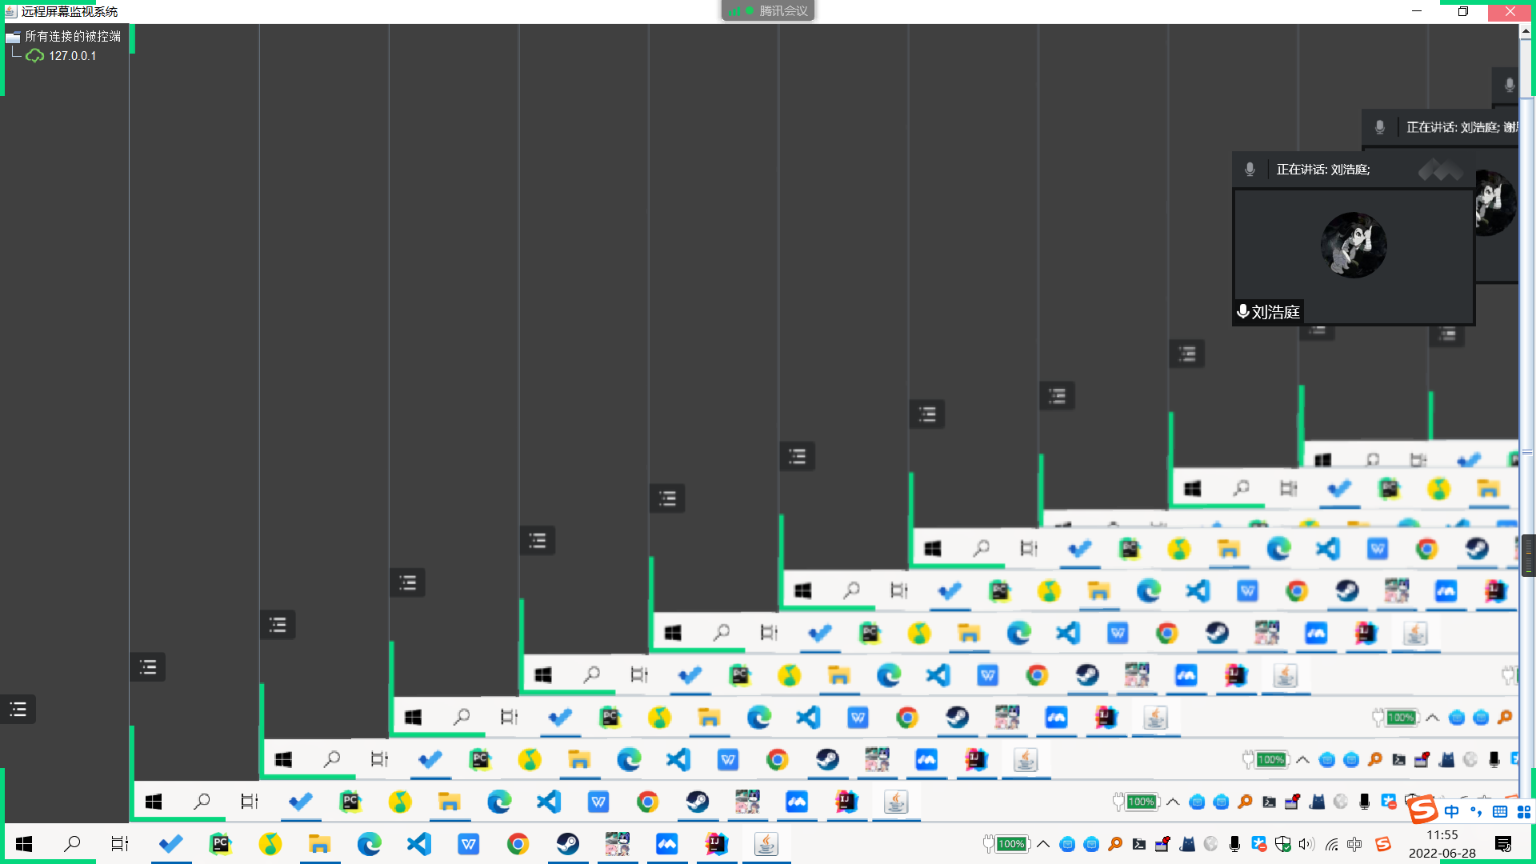 远程屏幕监视系统
腾讯会议
所有连接的被控端
127.0.0.1
正在讲话: 刘浩庭; 谢
正在讲话: 刘浩庭;
刘浩庭
100%
100%
100%
100%
中
11:55
2022-06-28